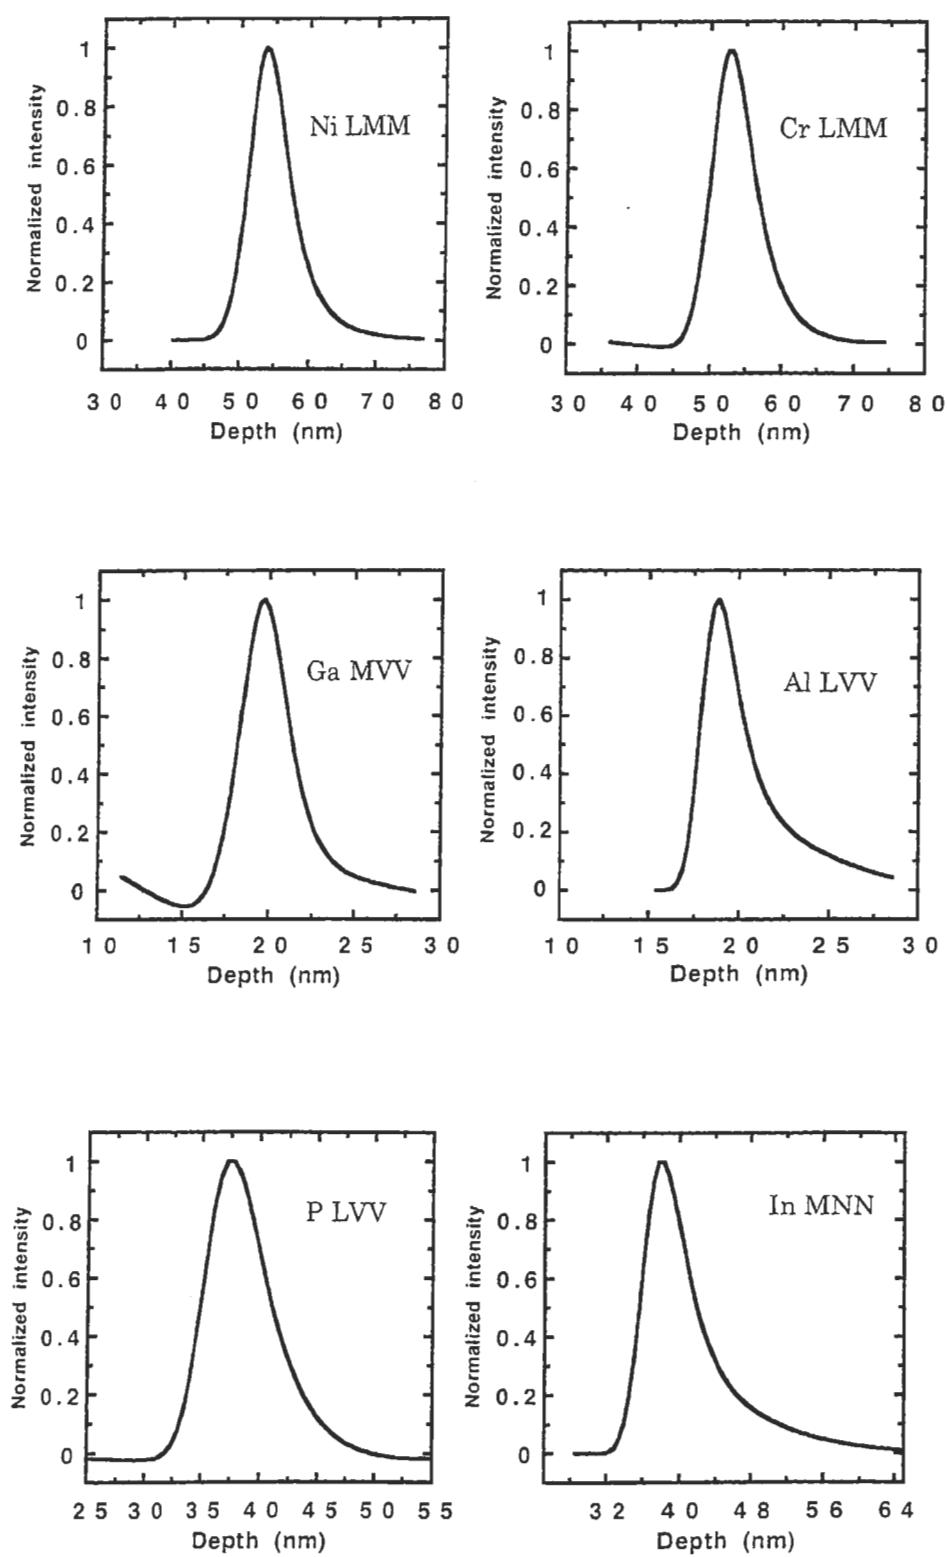 1
0.8
0.6
0.4
0.2
0
Normalized intensity
Ni LMM
30 40 50 60 70 80
Depth (nm)
1
0.8
0.6
0.4
0.2
0
Normalized intensity
Cr LMM
30 40 50 60 70 80
Depth (nm)
1
0.8
0.6
0.4
0.2
0
Normalized intensity
Ga MVV
10 15 20 25 30
Depth (nm)
1
0.8
0.6
0.4
0.2
0
Normalized intensity
Al LVV
10 15 20 25 30
Depth (nm)
1
0.8
0.6
0.4
0.2
0
Normalized intensity
P LVV
25 30 35 40 45 50 55
Depth (nm)
1
0.8
0.6
0.4
0.2
0
Normalized intensity
In MNN
32 40 48 56 64
Depth (nm)